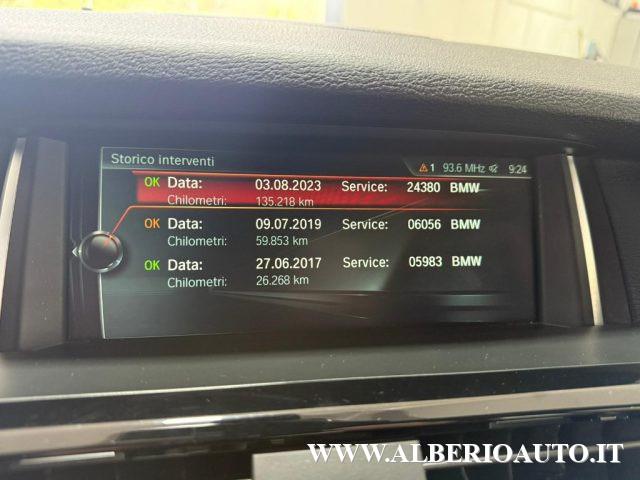 Storico interventi
1 93.6 MHz 9:24
OK Data: 03.08.2023 Service: 24380 BMW
Chilometri: 135.218 km
OK Data: 09.07.2019 Service: 06056 BMW
Chilometri: 59.853 km
OK Data: 27.06.2017 Service: 05983 BMW
Chilometri: 26.268 km
WWW.ALBERIOAUTO.IT